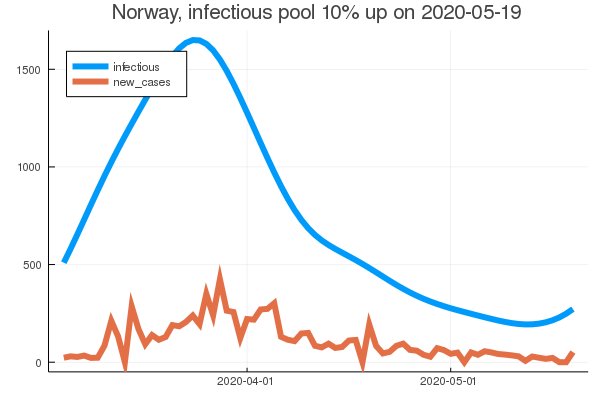 Norway, infectious pool 10% up on 2020-05-19
1500
infectious
new_cases
1000
500
0
2020-04-01
2020-05-01